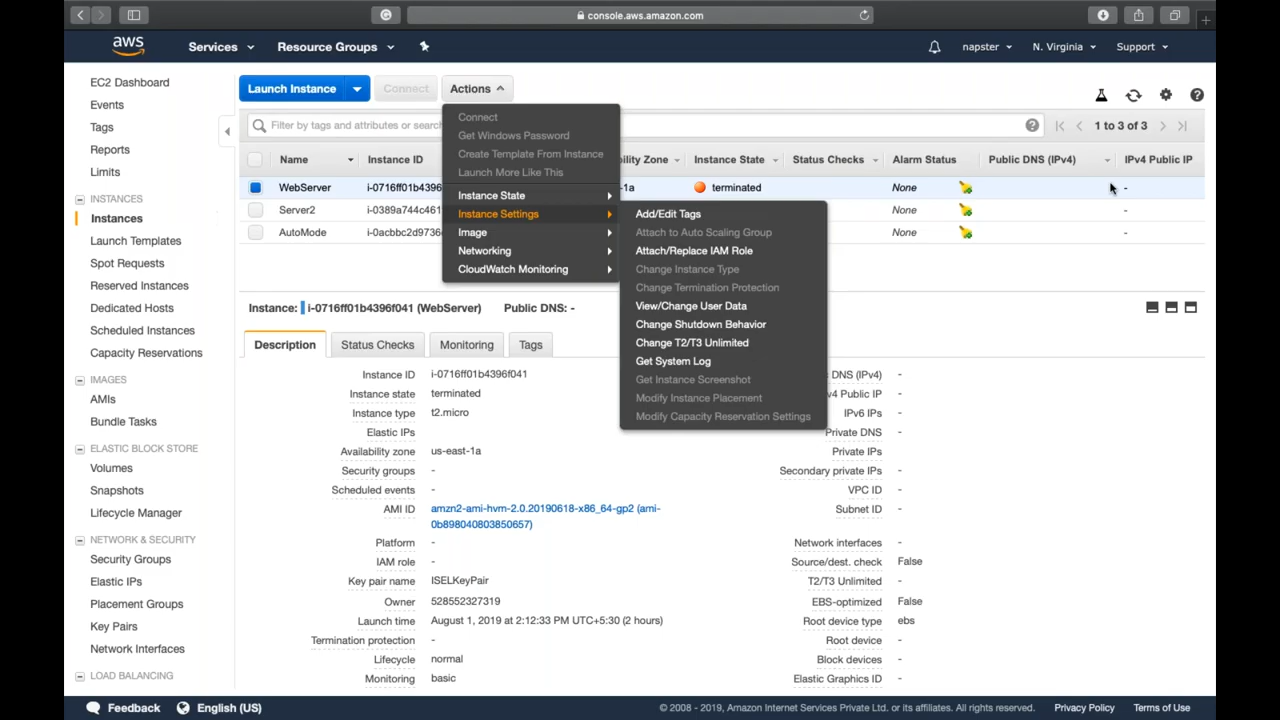 console.aws.amazon.com
aws Services Resource Groups napster N. Virginia Support
EC2 Dashboard
Events
Tags
Reports
Limits
INSTANCES
Instances
Launch Templates
Spot Requests
Reserved Instances
Dedicated Hosts
Scheduled Instances
Capacity Reservations
IMAGES
AMIs
Bundle Tasks
ELASTIC BLOCK STORE
Volumes
Snapshots
Lifecycle Manager
NETWORK & SECURITY
Security Groups
Elastic IPs
Placement Groups
Key Pairs
Network Interfaces
LOAD BALANCING
Launch Instance Connect Actions
Filter by tags and attributes or search
1 to 3 of 3
Name Instance ID ility Zone Instance State Status Checks Alarm Status Public DNS (IPv4) IPv4 Public IP
WebServer i-0716ff01b4396 -1a terminated None -
Server2 i-0389a744c461 None -
AutoMode i-0acbbc2d9736 None -
Connect
Get Windows Password
Create Template From Instance
Launch More Like This
Instance State
Instance Settings
Image
Networking
CloudWatch Monitoring
Add/Edit Tags
Attach to Auto Scaling Group
Attach/Replace IAM Role
Change Instance Type
Change Termination Protection
View/Change User Data
Change Shutdown Behavior
Change T2/T3 Unlimited
Get System Log
Get Instance Screenshot
Modify Instance Placement
Modify Capacity Reservation Settings
Instance: i-0716ff01b4396f041 (WebServer) Public DNS: -
Description Status Checks Monitoring Tags
Instance ID i-0716ff01b4396f041
Instance state terminated
Instance type t2.micro
Elastic IPs
Availability zone us-east-1a
Security groups -
Scheduled events -
AMI ID amzn2-ami-hvm-2.0.20190618-x86_64-gp2 (ami-
0b898040803850657)
Platform -
IAM role -
Key pair name ISELKeyPair
Owner 528552327319
Launch time August 1, 2019 at 2:12:33 PM UTC+5:30 (2 hours)
Termination protection -
Lifecycle normal
Monitoring basic
DNS (IPv4) -
v4 Public IP -
IPv6 IPs -
Private DNS -
Private IPs -
Secondary private IPs -
VPC ID -
Subnet ID -
Network interfaces -
Source/dest. check False
T2/T3 Unlimited -
EBS-optimized False
Root device type ebs
Root device -
Block devices -
Elastic Graphics ID -
Feedback English (US) © 2008 - 2019, Amazon Internet Services Private Ltd. or its affiliates. All rights reserved. Privacy Policy Terms of Use